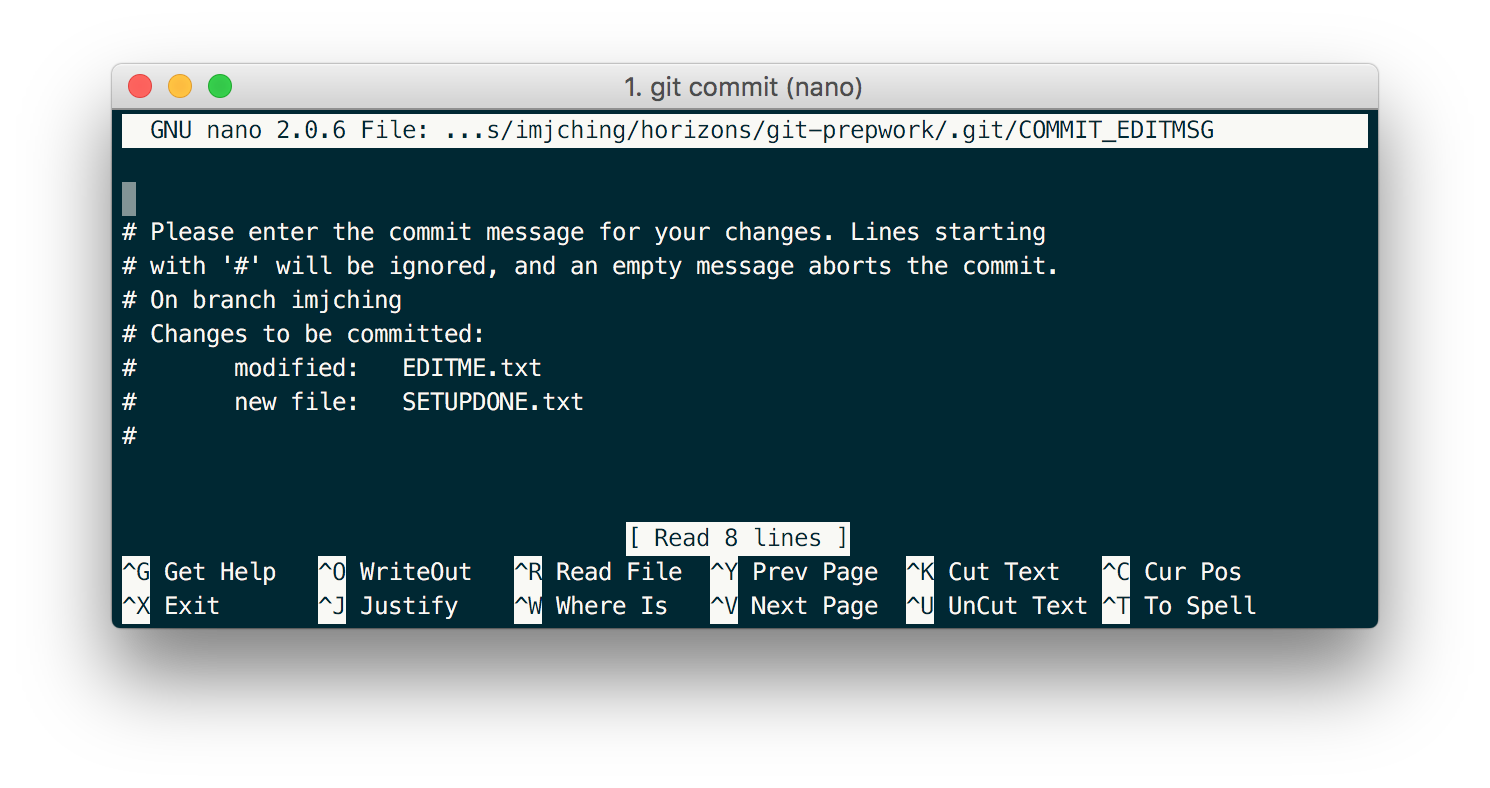 1. git commit (nano)
GNU nano 2.0.6 File: ...s/imjching/horizons/git-prepwork/.git/COMMIT_EDITMSG
# Please enter the commit message for your changes. Lines starting
# with '#' will be ignored, and an empty message aborts the commit.
# On branch imjching
# Changes to be committed:
#       modified:   EDITME.txt
#       new file:   SETUPDONE.txt
#
[ Read 8 lines ]
^G Get Help   ^O WriteOut   ^R Read File  ^Y Prev Page  ^K Cut Text   ^C Cur Pos
^X Exit       ^J Justify    ^W Where Is   ^V Next Page  ^U UnCut Text ^T To Spell